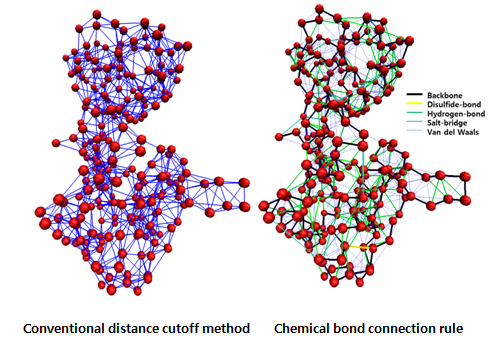 Backbone
Disulfide-bond
Hydrogen-bond
Salt-bridge
Van del Waals
Conventional distance cutoff method
Chemical bond connection rule